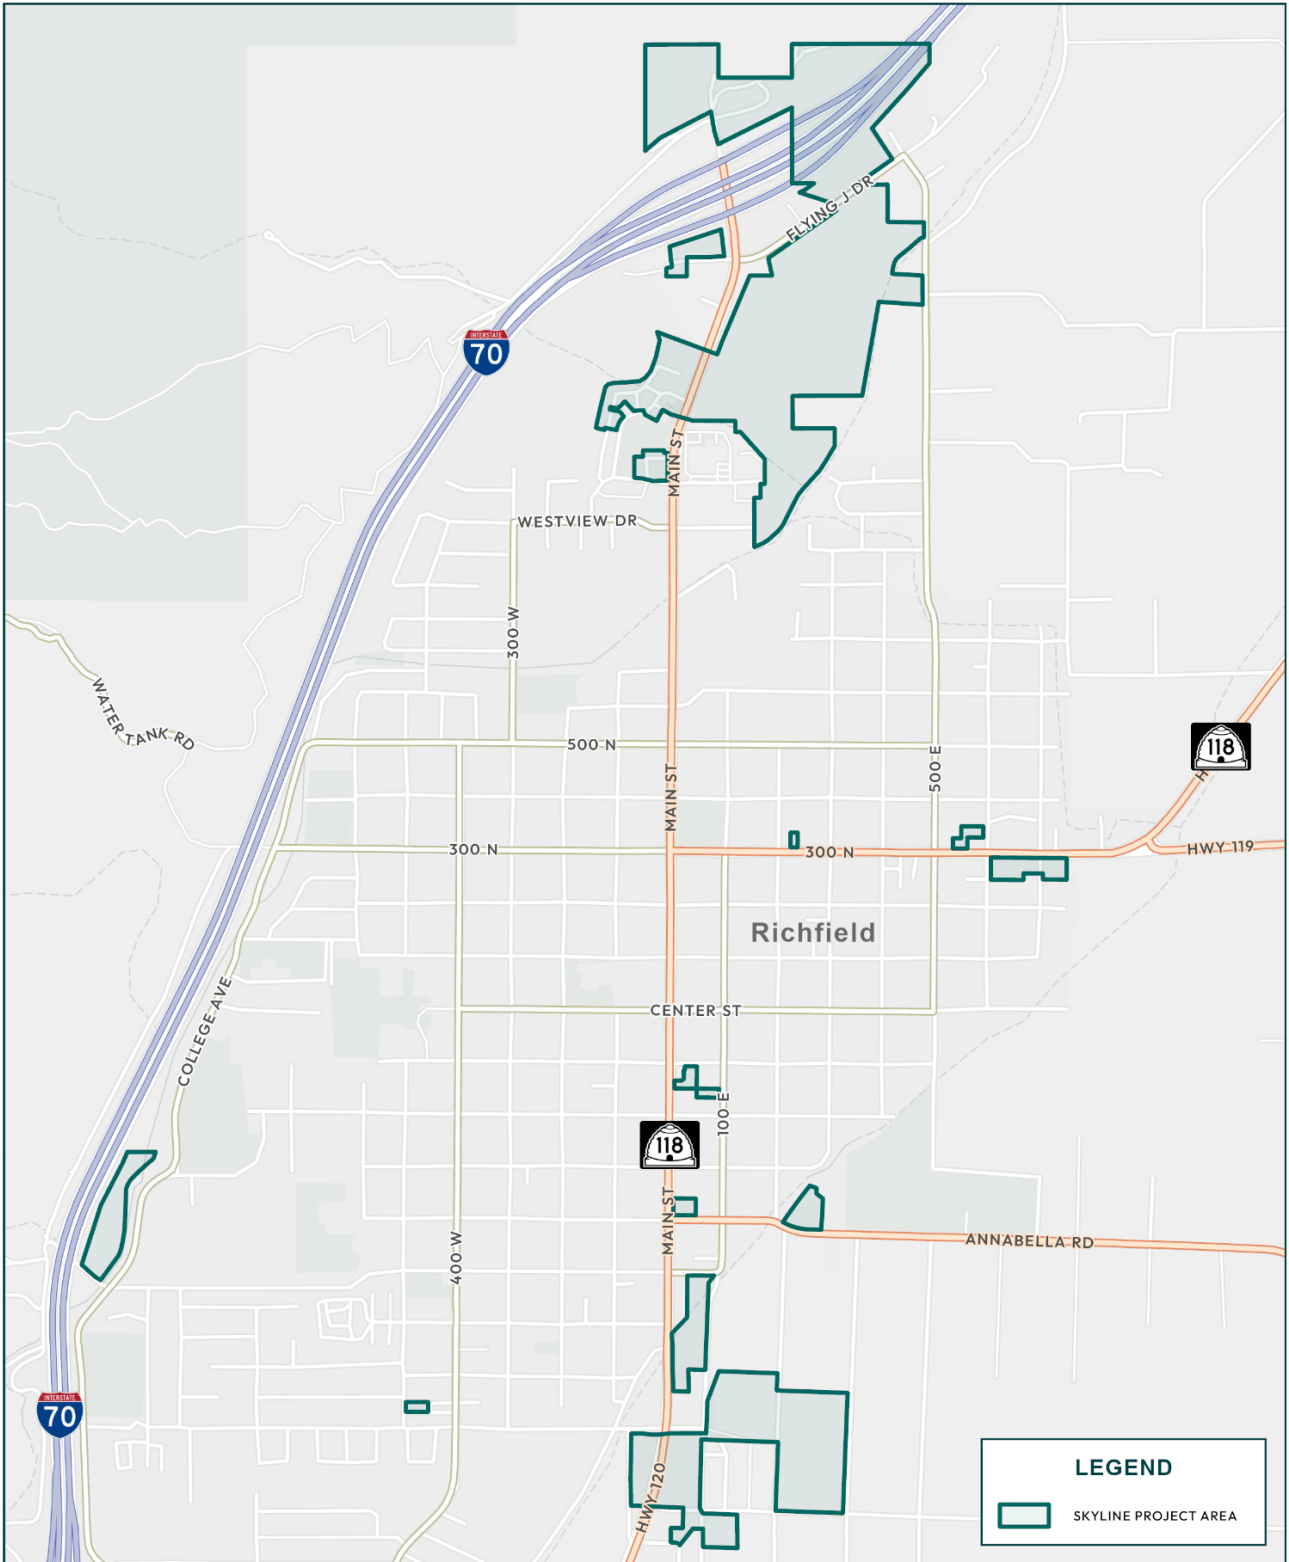 FLYING J DR
INTERSTATE
70
MAIN ST
WESTVIEW DR
300 W
WATER TANK RD
500 N
118
500 E
MAIN ST
300 N
300 N
HWY 119
Richfield
COLLEGE AVE
CENTER ST
100 E
118
MAIN ST
400 W
ANNABELLA RD
INTERSTATE
70
HWY 120
LEGEND
SKYLINE PROJECT AREA